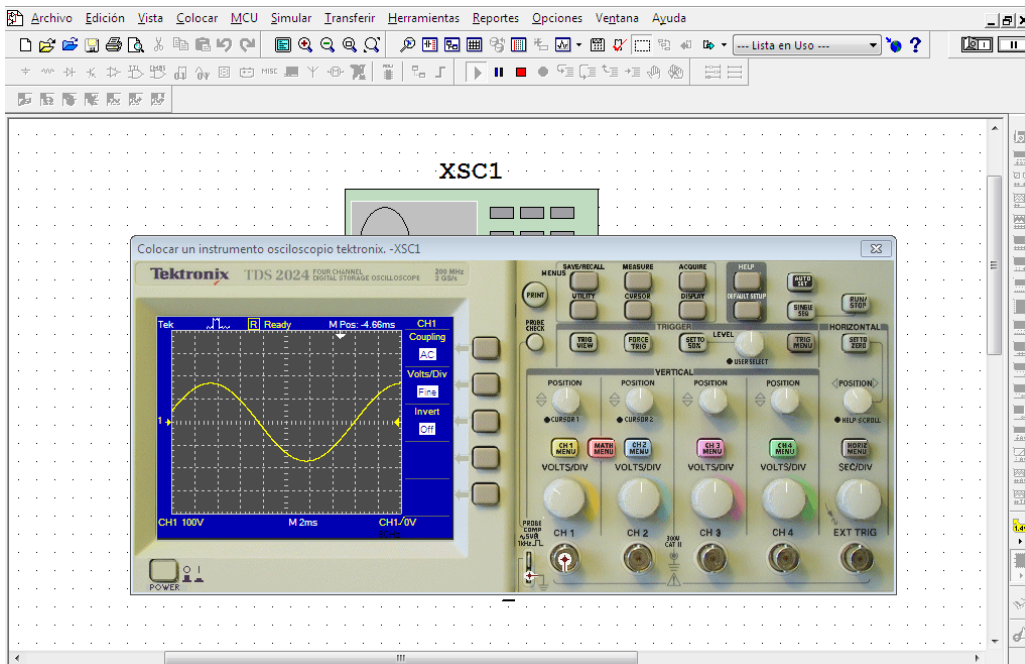 Archivo Edición Vista Colocar MCU Simular Transferir Herramientas Reportes Opciones Ventana Ayuda
--- Lista en Uso ---
MISC
XSC1
Colocar un instrumento osciloscopio tektronix. -XSC1
Tektronix TDS 2024 FOUR CHANNEL DIGITAL STORAGE OSCILLOSCOPE 200 MHz 2 GS/s
Tek R Ready M Pos: -4.66ms CH1
Coupling
AC
Volts/Div
Fine
Invert
Off
1
CH1 100V M 2ms CH1/0V
POWER
MENUS
SAVE/RECALL MEASURE ACQUIRE HELP
PRINT
UTILITY CURSOR DISPLAY DEFAULT SETUP
AUTO SET
SINGLE SEQ
RUN/STOP
PROBE CHECK
TRIGGER
LEVEL
HORIZONTAL
TRIG VIEW FORCE TRIG SET TO 50% TRIG MENU SET TO ZERO
USER SELECT
VERTICAL
POSITION POSITION POSITION POSITION POSITION
CURSOR 1 CURSOR 2 HELP SCROLL
CH 1 MENU MATH MENU CH 2 MENU CH 3 MENU CH 4 MENU HORIZ MENU
VOLTS/DIV VOLTS/DIV VOLTS/DIV VOLTS/DIV SEC/DIV
PROBE COMP
~5V@
1kHz
CH 1 CH 2 300V CAT II CH 3 CH 4 EXT TRIG